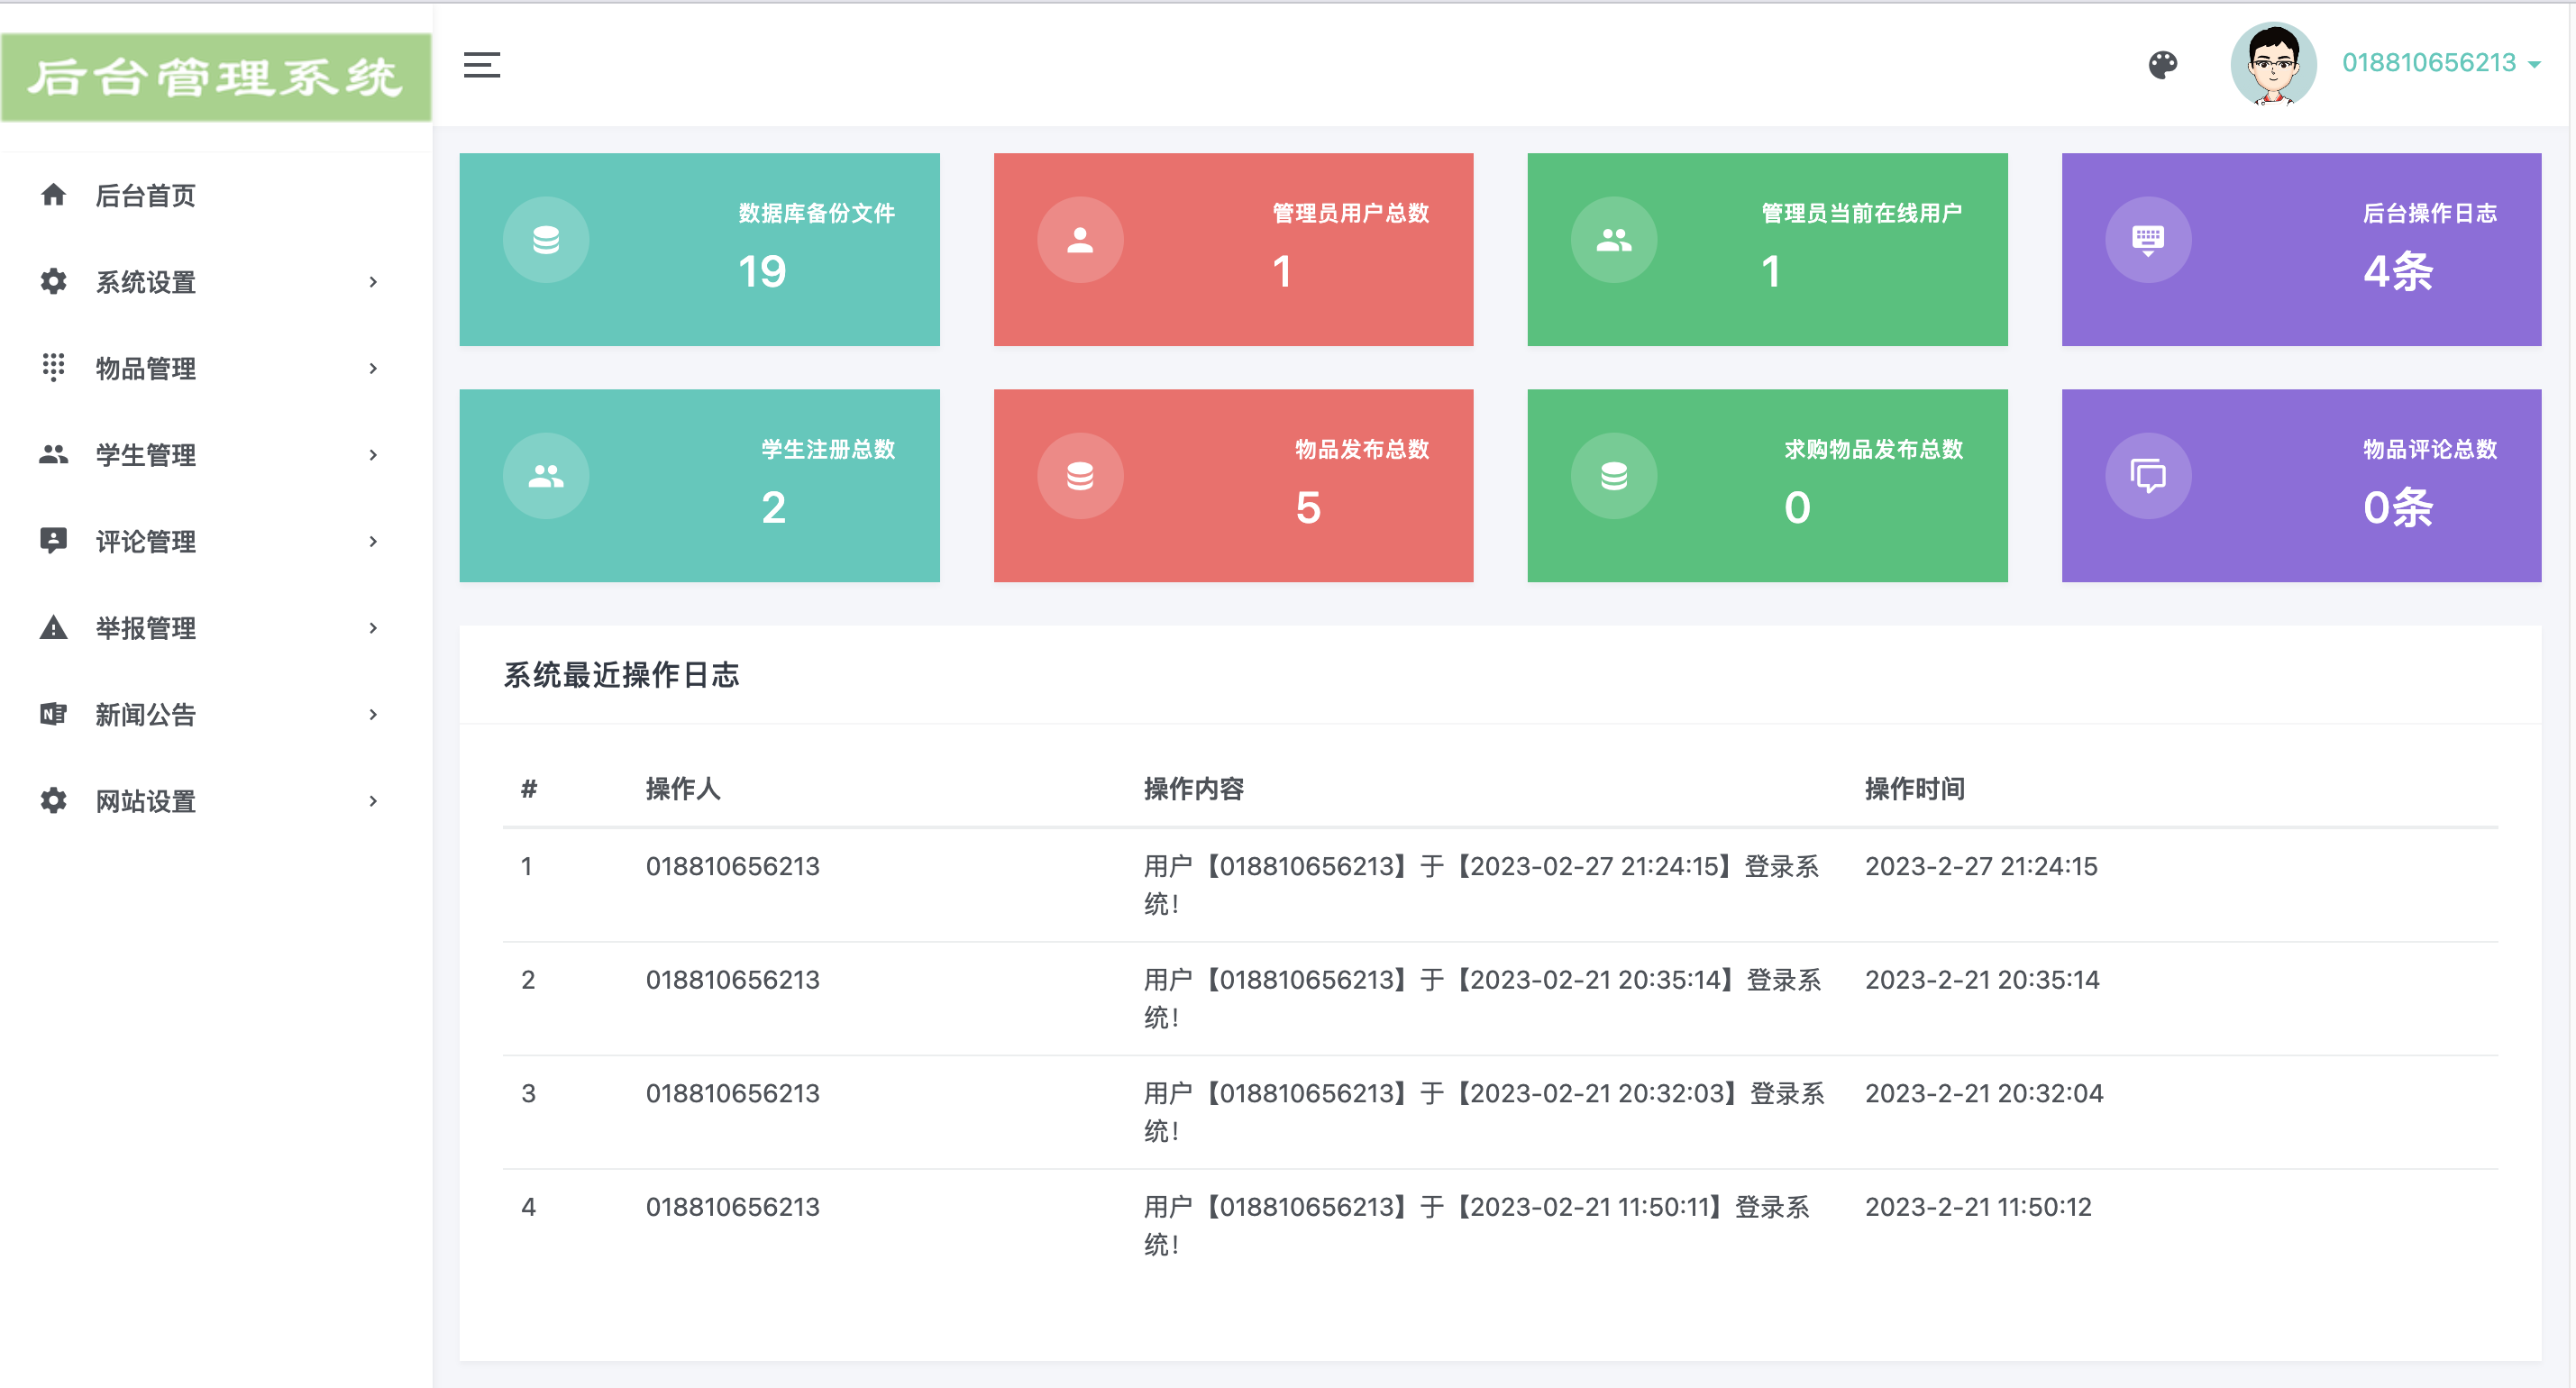 后台管理系统
018810656213
后台首页
系统设置
物品管理
学生管理
评论管理
举报管理
新闻公告
网站设置
数据库备份文件
19
管理员用户总数
1
管理员当前在线用户
1
后台操作日志
4条
学生注册总数
2
物品发布总数
5
求购物品发布总数
0
物品评论总数
0条
系统最近操作日志
# 操作人 操作内容 操作时间
1 018810656213 用户【018810656213】于【2023-02-27 21:24:15】登录系 2023-2-27 21:24:15
统!
2 018810656213 用户【018810656213】于【2023-02-21 20:35:14】登录系 2023-2-21 20:35:14
统!
3 018810656213 用户【018810656213】于【2023-02-21 20:32:03】登录系 2023-2-21 20:32:04
统!
4 018810656213 用户【018810656213】于【2023-02-21 11:50:11】登录系 2023-2-21 11:50:12
统!